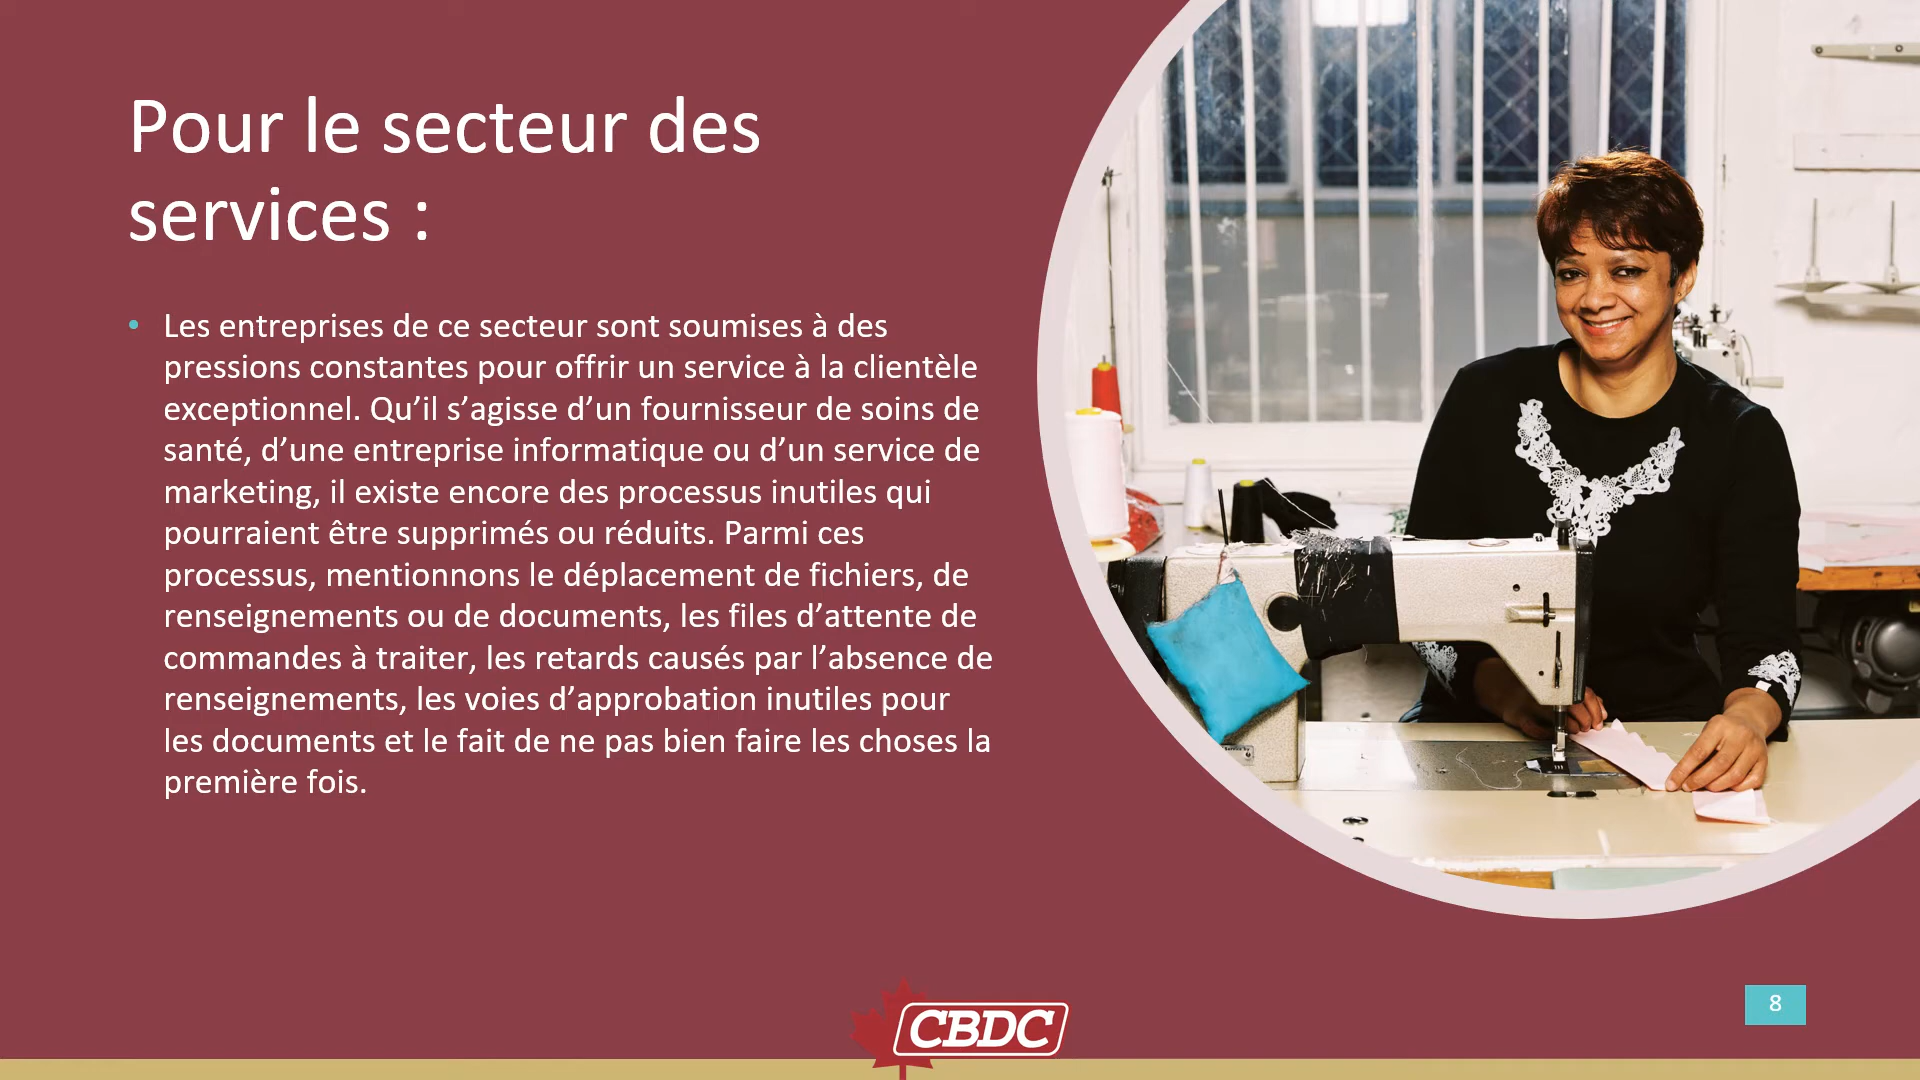 Pour le secteur des
services :
• Les entreprises de ce secteur sont soumises à des
pressions constantes pour offrir un service à la clientèle
exceptionnel. Qu’il s’agisse d’un fournisseur de soins de
santé, d’une entreprise informatique ou d’un service de
marketing, il existe encore des processus inutiles qui
pourraient être supprimés ou réduits. Parmi ces
processus, mentionnons le déplacement de fichiers, de
renseignements ou de documents, les files d’attente de
commandes à traiter, les retards causés par l’absence de
renseignements, les voies d’approbation inutiles pour
les documents et le fait de ne pas bien faire les choses la
première fois.
CBDC
8